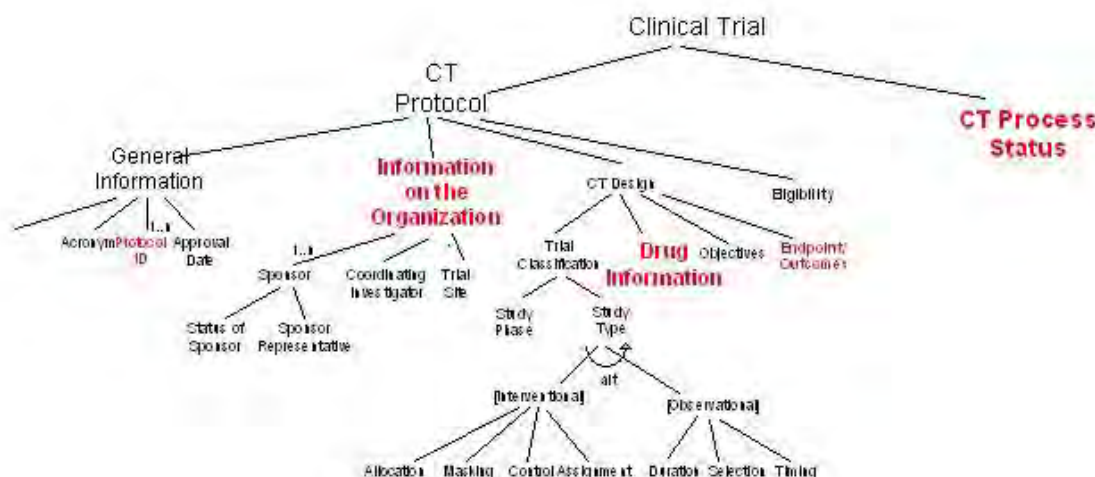 Clinical Trial
CT
Protocol
CT Process
Status
General
Information
Information
on the
Organization
CT Design
Eligibility
1..n
Acronym Protocol
ID
Approval
Date
1..n
Sponsor
Coordinating
Investigator
Trial
Site
Trial
Classification
Drug
Information
Objectives
Endpoint/
Outcomes
Status of
Sponsor
Sponsor
Representative
Study
Phase
Study
Type
alt
[Interventional]
[Observational]
Allocation Masking Control Assignment Duration Selection Timing